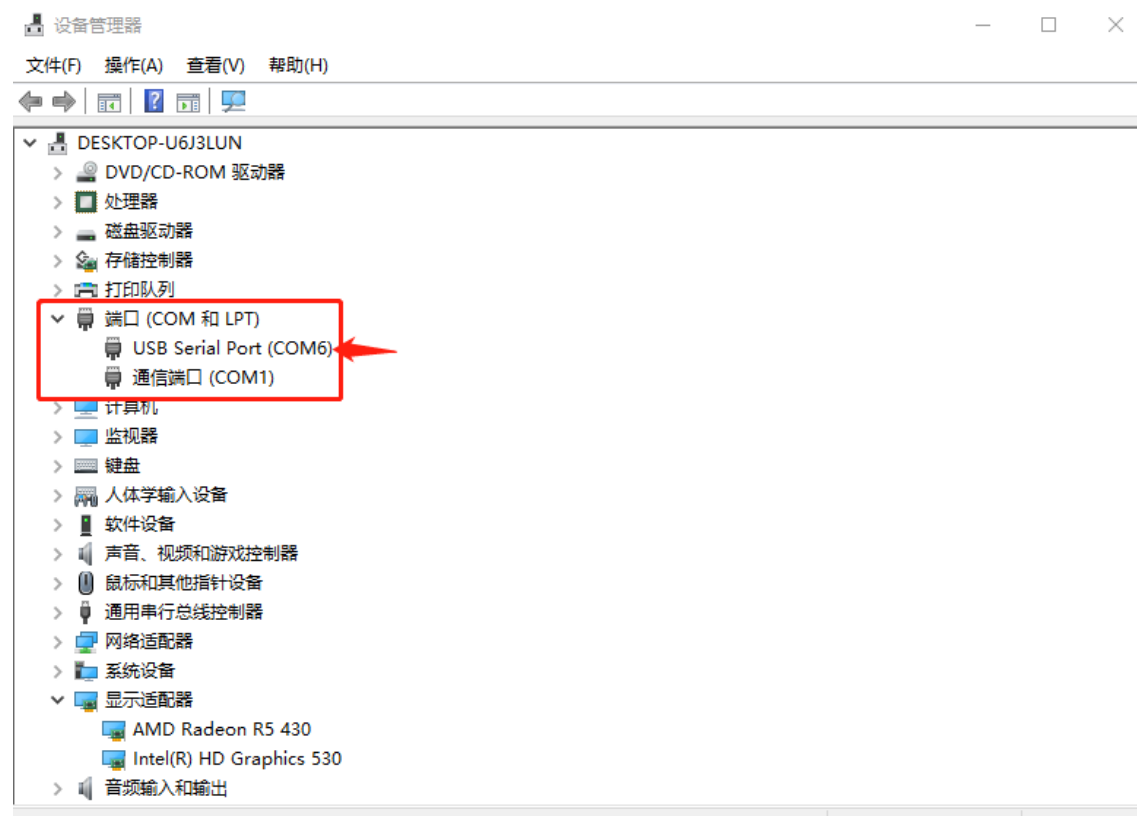 设备管理器
文件(F) 操作(A) 查看(V) 帮助(H)
DESKTOP-U6J3LUN
DVD/CD-ROM 驱动器
处理器
磁盘驱动器
存储控制器
打印队列
端口 (COM 和 LPT)
USB Serial Port (COM6)
通信端口 (COM1)
计算机
监视器
键盘
人体学输入设备
软件设备
声音、视频和游戏控制器
鼠标和其他指针设备
通用串行总线控制器
网络适配器
系统设备
显示适配器
AMD Radeon R5 430
Intel(R) HD Graphics 530
音频输入和输出